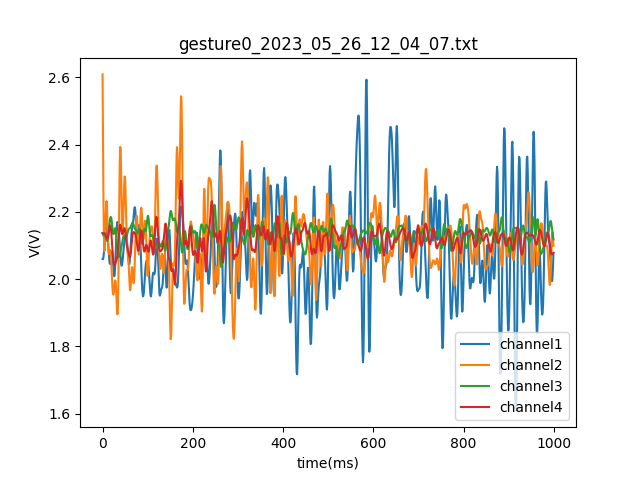 gesture0_2023_05_26_12_04_07.txt
2.6
2.4
2.2
2.0
1.8
1.6
V(V)
0 200 400 600 800 1000
time(ms)
channel1
channel2
channel3
channel4